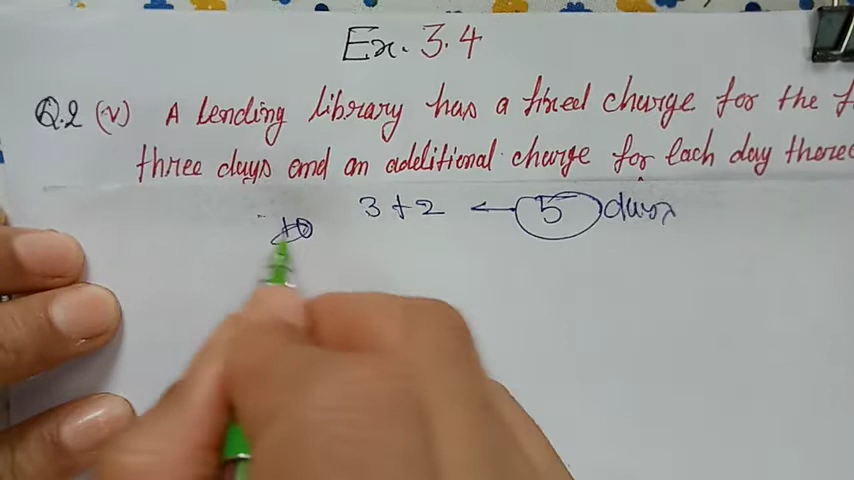 Ex. 3.4
Q.2 (v) A lending library has a fixed charge for the
three days and an additional charge for each day
3 + 2 ← 5 days